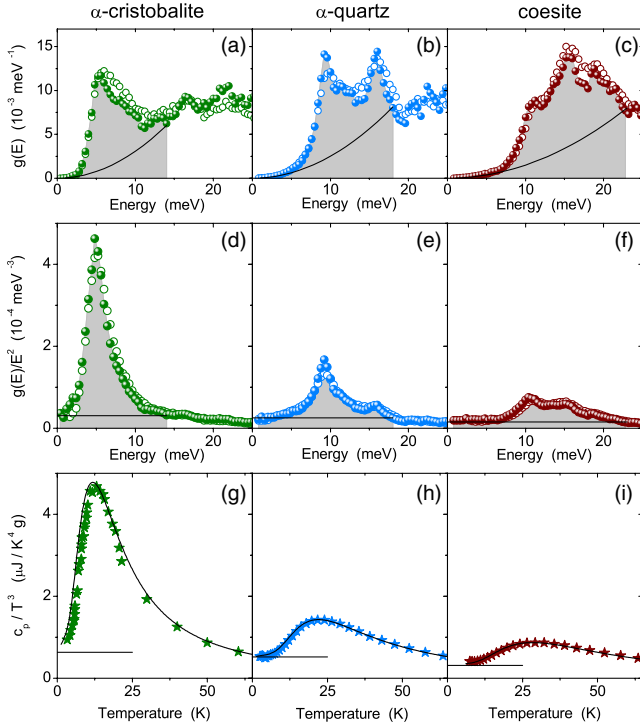 α-cristobalite α-quartz coesite
(a) (b) (c)
g(E) (10⁻³ meV⁻¹)
15
10
5
0
0 10 20 0 10 20 0 10 20
Energy (meV) Energy (meV) Energy (meV)
(d) (e) (f)
g(E)/E² (10⁻⁴ meV⁻³)
4
2
0
0 10 20 0 10 20 0 10 20
Energy (meV) Energy (meV) Energy (meV)
(g) (h) (i)
c_p / T³ (μJ / K⁴ g)
4
2
0
0 25 50 0 25 50 0 25 50
Temperature (K) Temperature (K) Temperature (K)